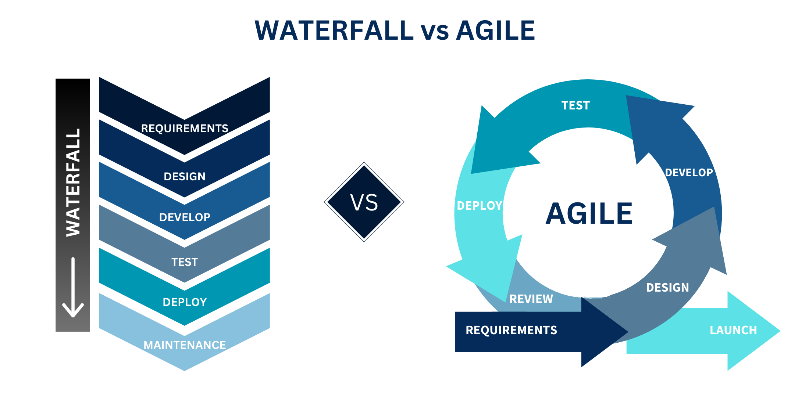 WATERFALL vs AGILE
WATERFALL
REQUIREMENTS
DESIGN
DEVELOP
TEST
DEPLOY
MAINTENANCE
VS
AGILE
TEST
DEVELOP
DEPLOY
DESIGN
REVIEW
REQUIREMENTS
LAUNCH